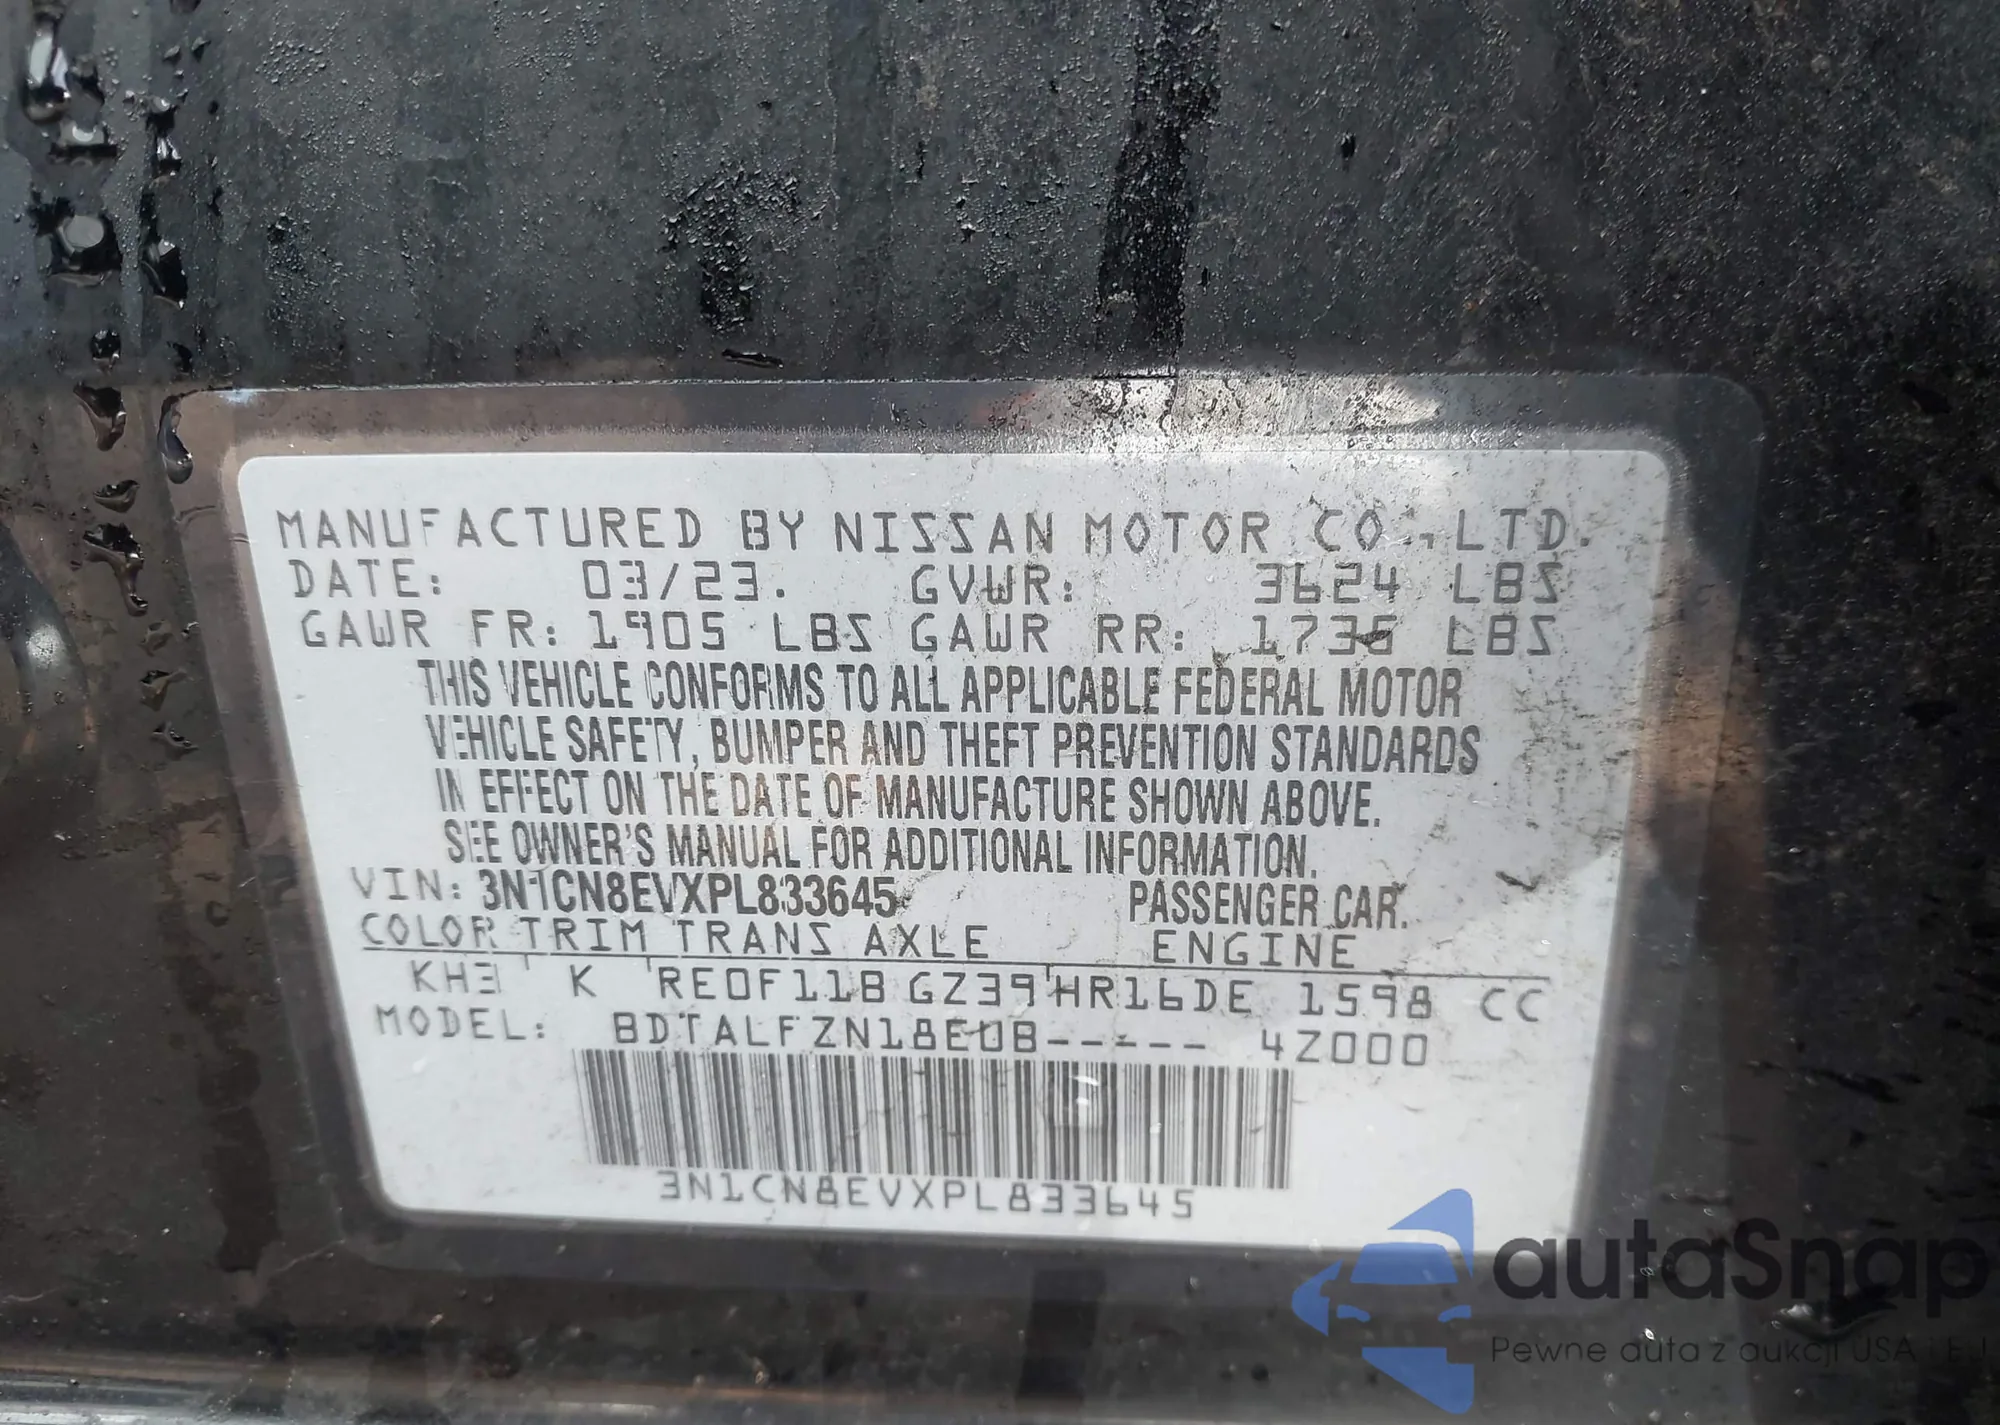 MANUFACTURED BY NISSAN MOTOR CO.,LTD.
DATE: 03/23. GVWR: 3624 LBS
GAWR FR: 1905 LBS GAWR RR: 1736 LBS
THIS VEHICLE CONFORMS TO ALL APPLICABLE FEDERAL MOTOR
VEHICLE SAFETY, BUMPER AND THEFT PREVENTION STANDARDS
IN EFFECT ON THE DATE OF MANUFACTURE SHOWN ABOVE.
SEE OWNER'S MANUAL FOR ADDITIONAL INFORMATION.
VIN: 3N1CN8EVXPL833645 PASSENGER CAR.
COLOR TRIM TRANS AXLE ENGINE
KH3 K RE0F11B GZ39 HR16DE 1598 CC
MODEL: BDTALFZN18EUB----- 4Z000
3N1CN8EVXPL833645
autaSnap
Pewne auta z aukcji USA i EU